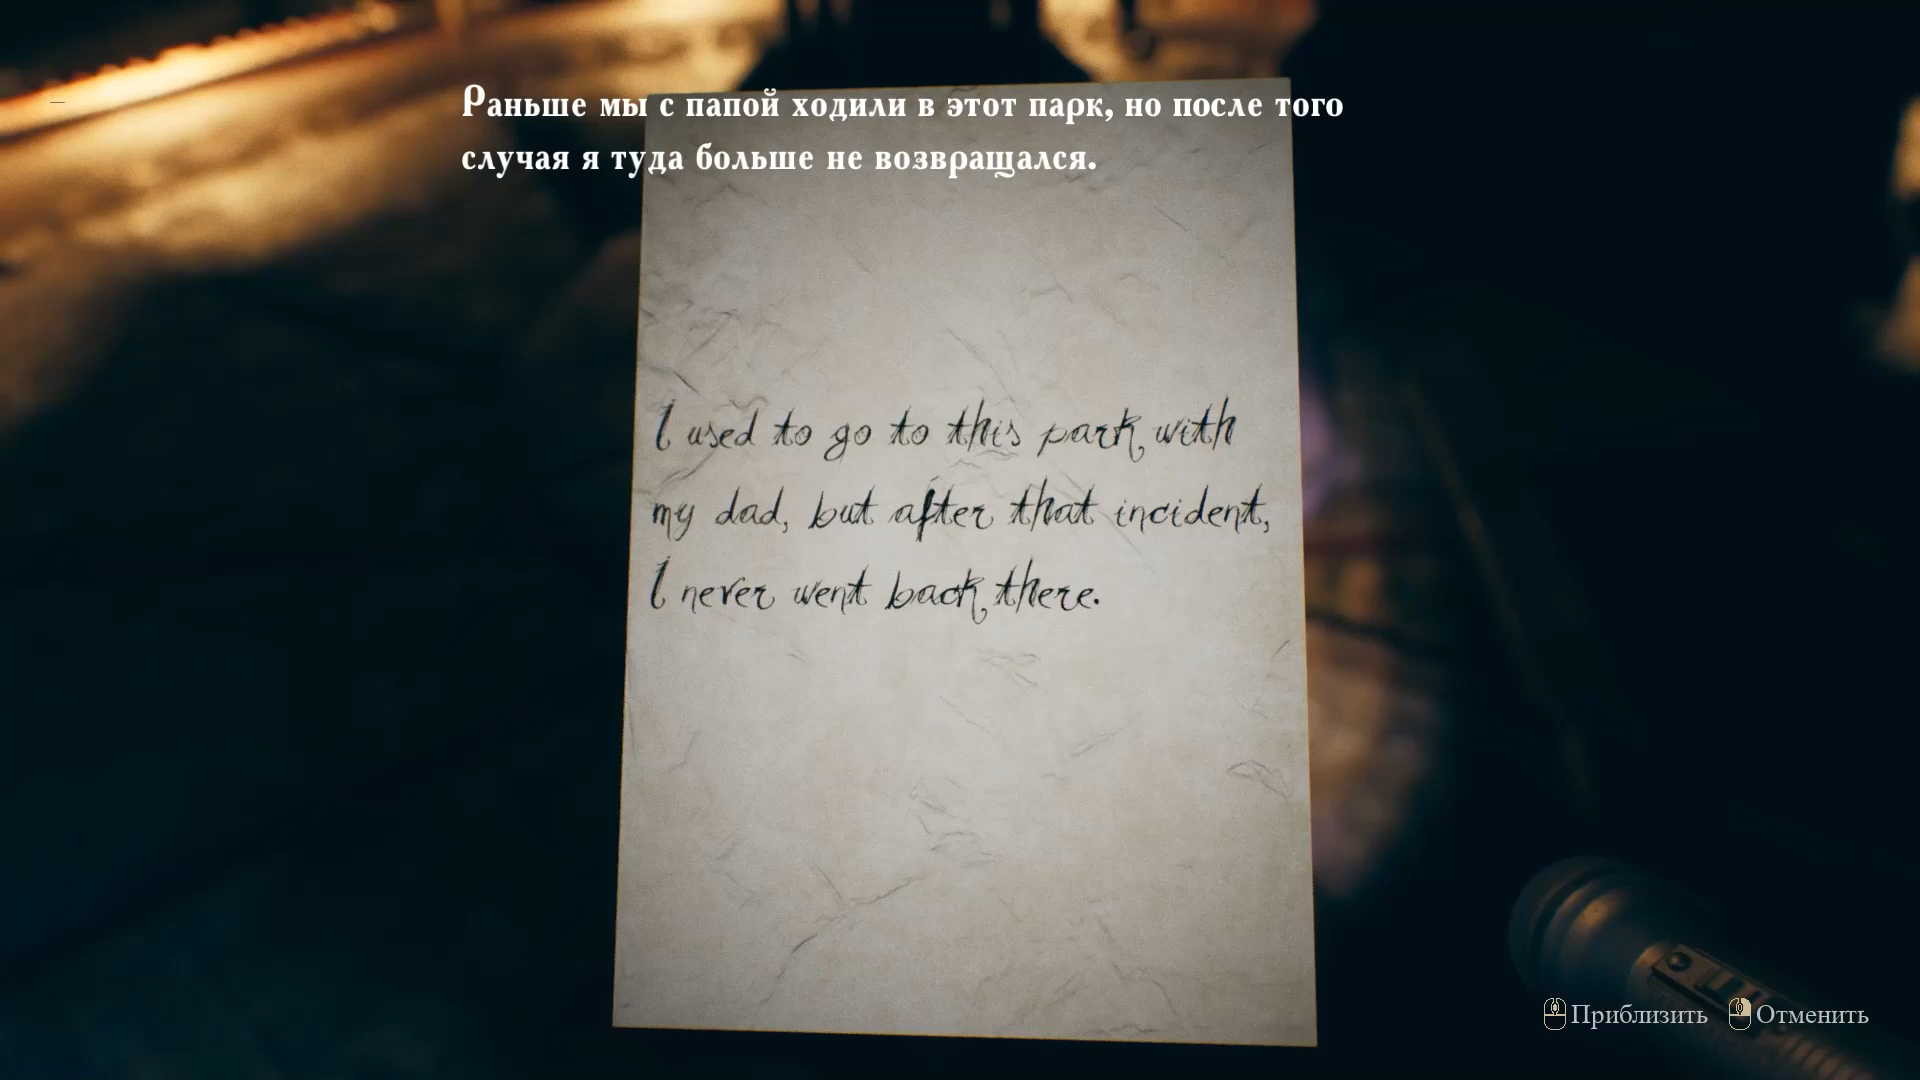 Раньше мы с папой ходили в этот парк, но после того
случая я туда больше не возвращался.
I used to go to this park with
my dad, but after that incident,
I never went back there.
Приблизить Отменить